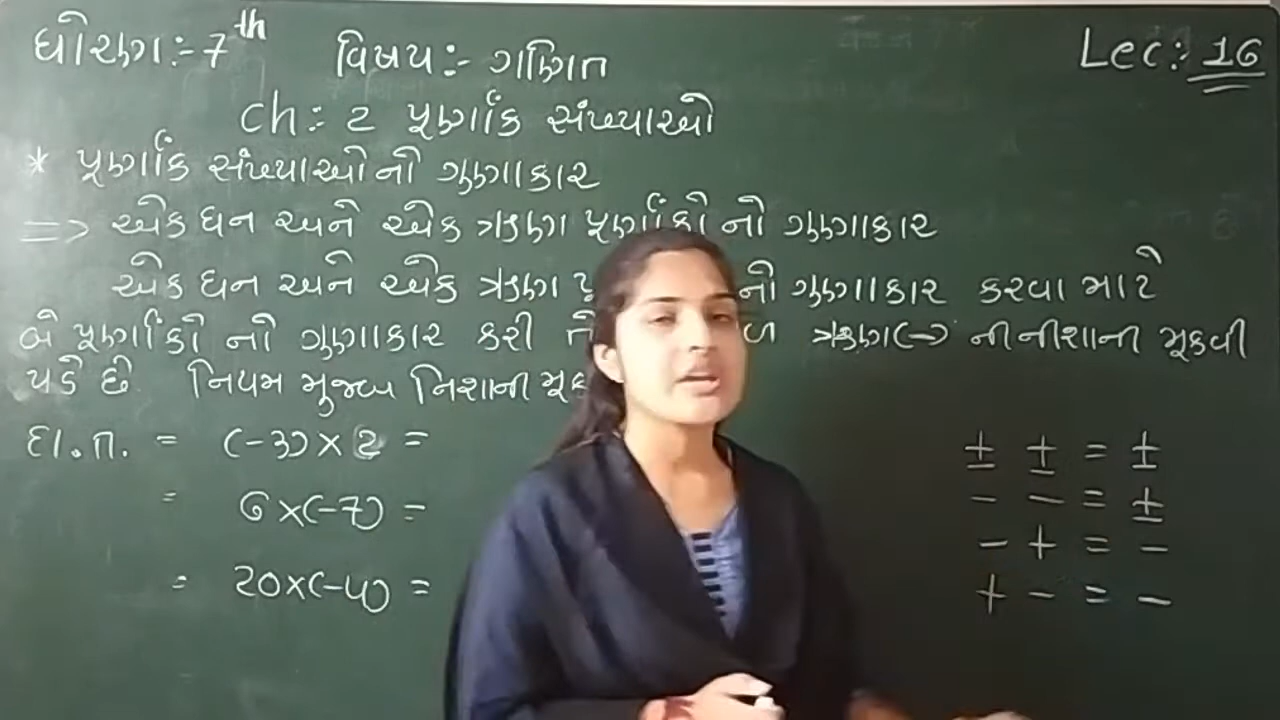 ધોરણ:- 7th વિષય:- ગણિત Lec:- 16
ch:- 2 પૂર્ણાંક સંખ્યાઓ
* પૂર્ણાંક સંખ્યાઓનો ગુણાકાર
=> એક ધન અને એક ઋણ પૂર્ણાંકો નો ગુણાકાર
એક ધન અને એક ઋણ નો ગુણાકાર કરવા માટે
બે પૂર્ણાંકો નો ગુણાકાર કરી ઋણ(-) ની નીશાની મૂકવી
પડે છે. નિયમ મુજબ નિશાની
દા.ત. = (-3) × 2 = + + = +
= 6 × (-7) = - - = +
- + = -
= 20×(-4) = + - = -